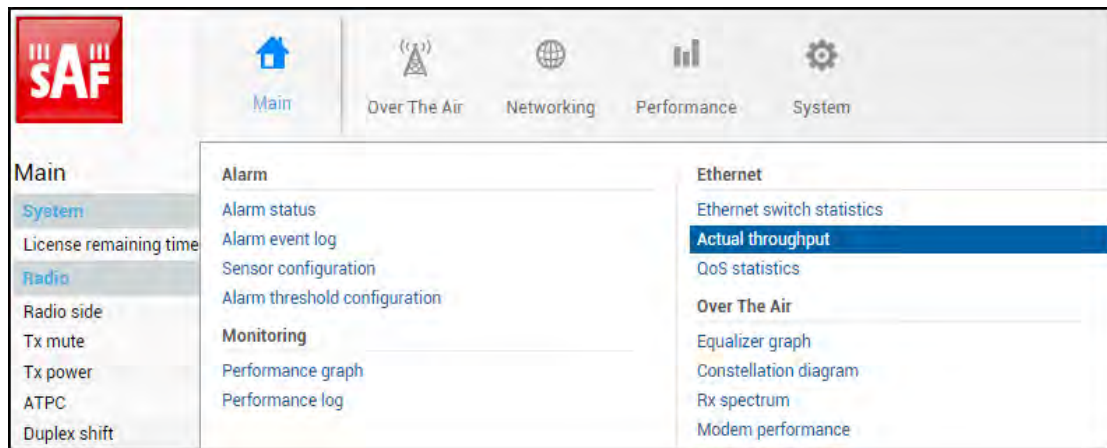 SAF
Main
Over The Air
Networking
Performance
System
Main
System
License remaining time
Radio
Radio side
Tx mute
Tx power
ATPC
Duplex shift
Alarm
Alarm status
Alarm event log
Sensor configuration
Alarm threshold configuration
Monitoring
Performance graph
Performance log
Ethernet
Ethernet switch statistics
Actual throughput
QoS statistics
Over The Air
Equalizer graph
Constellation diagram
Rx spectrum
Modem performance